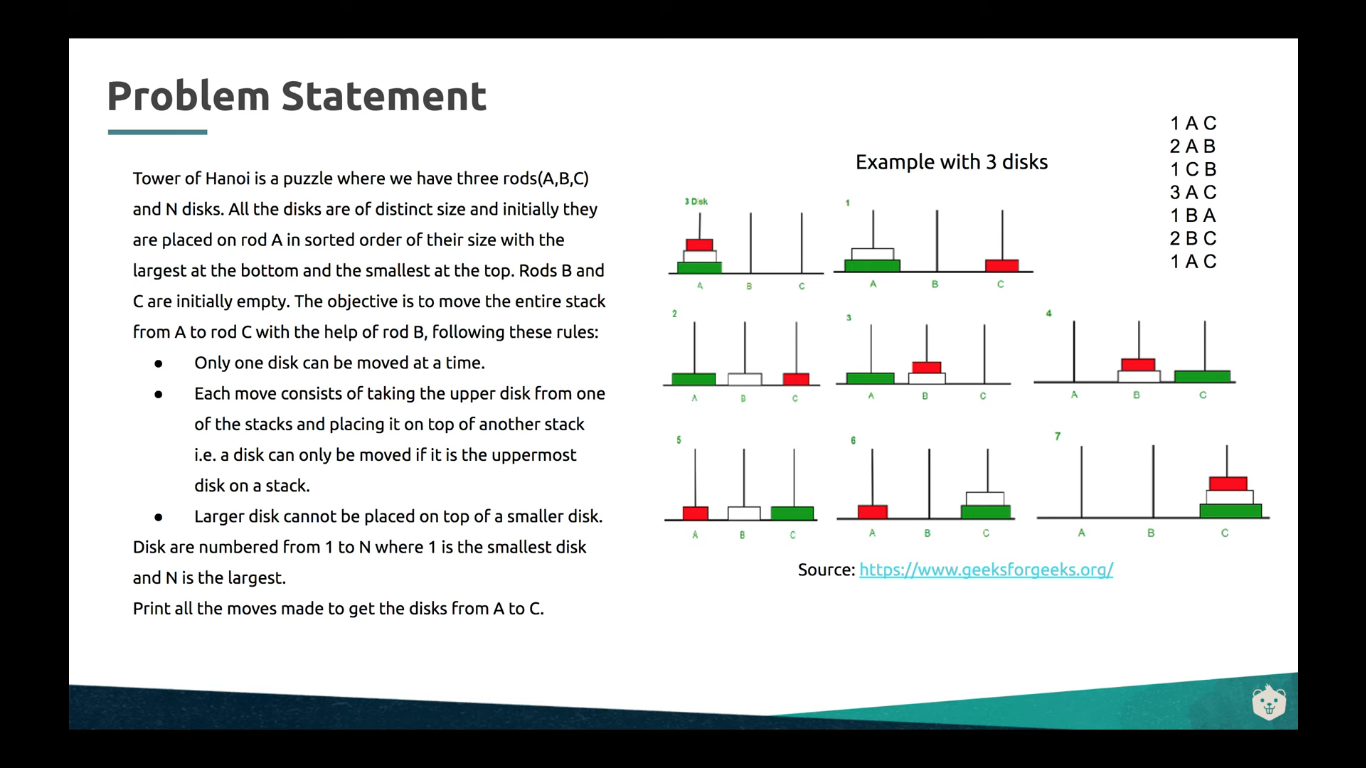 Problem Statement
Tower of Hanoi is a puzzle where we have three rods(A,B,C)
and N disks. All the disks are of distinct size and initially they
are placed on rod A in sorted order of their size with the
largest at the bottom and the smallest at the top. Rods B and
C are initially empty. The objective is to move the entire stack
from A to rod C with the help of rod B, following these rules:
● Only one disk can be moved at a time.
● Each move consists of taking the upper disk from one
of the stacks and placing it on top of another stack
i.e. a disk can only be moved if it is the uppermost
disk on a stack.
● Larger disk cannot be placed on top of a smaller disk.
Disk are numbered from 1 to N where 1 is the smallest disk
and N is the largest.
Print all the moves made to get the disks from A to C.
Example with 3 disks
3 Disk
A B C
1
A B C
2
A B C
3
A B C
4
A B C
5
A B C
6
A B C
7
A B C
Source: https://www.geeksforgeeks.org/
1 A C
2 A B
1 C B
3 A C
1 B A
2 B C
1 A C